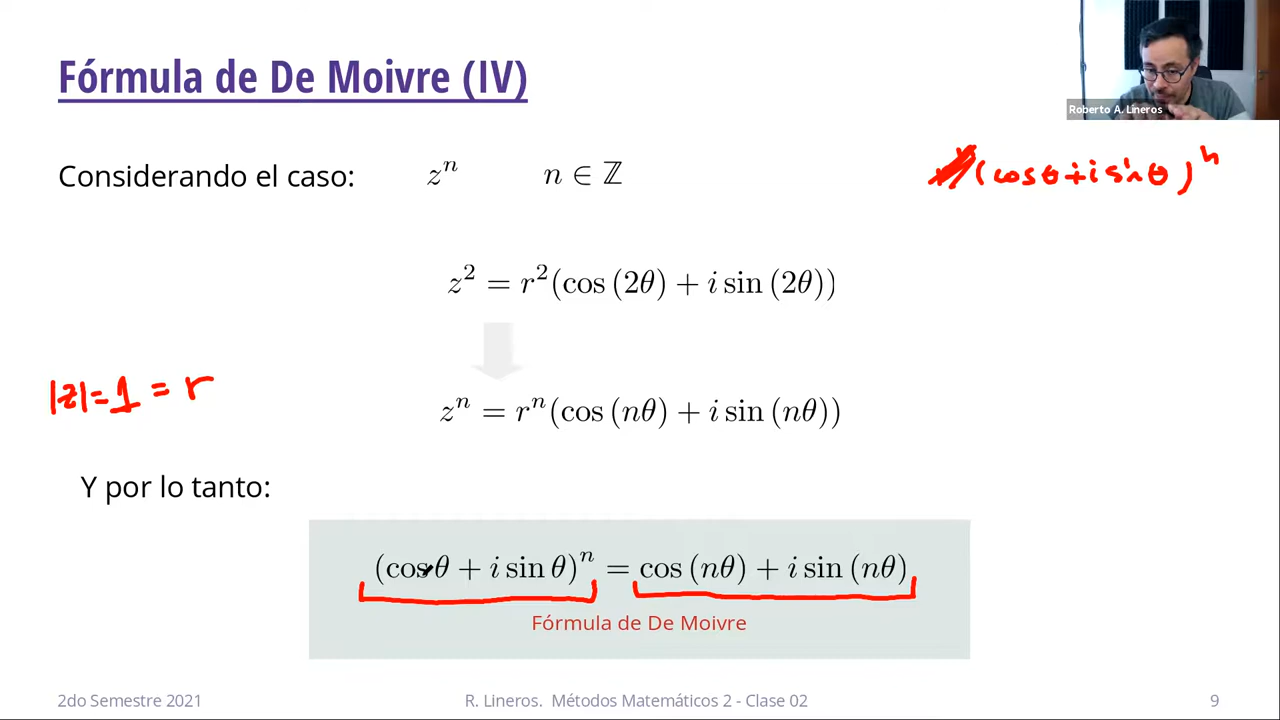 Fórmula de De Moivre (IV)
Roberto A. Lineros
Considerando el caso: zⁿ n ∈ ℤ
(cosθ+i sinθ)ⁿ
z² = r²(cos (2θ) + i sin (2θ))
|z|= 1 = r
zⁿ = rⁿ(cos (nθ) + i sin (nθ))
Y por lo tanto:
(cos θ + i sin θ)ⁿ = cos (nθ) + i sin (nθ)
Fórmula de De Moivre
2do Semestre 2021 R. Lineros. Métodos Matemáticos 2 - Clase 02 9